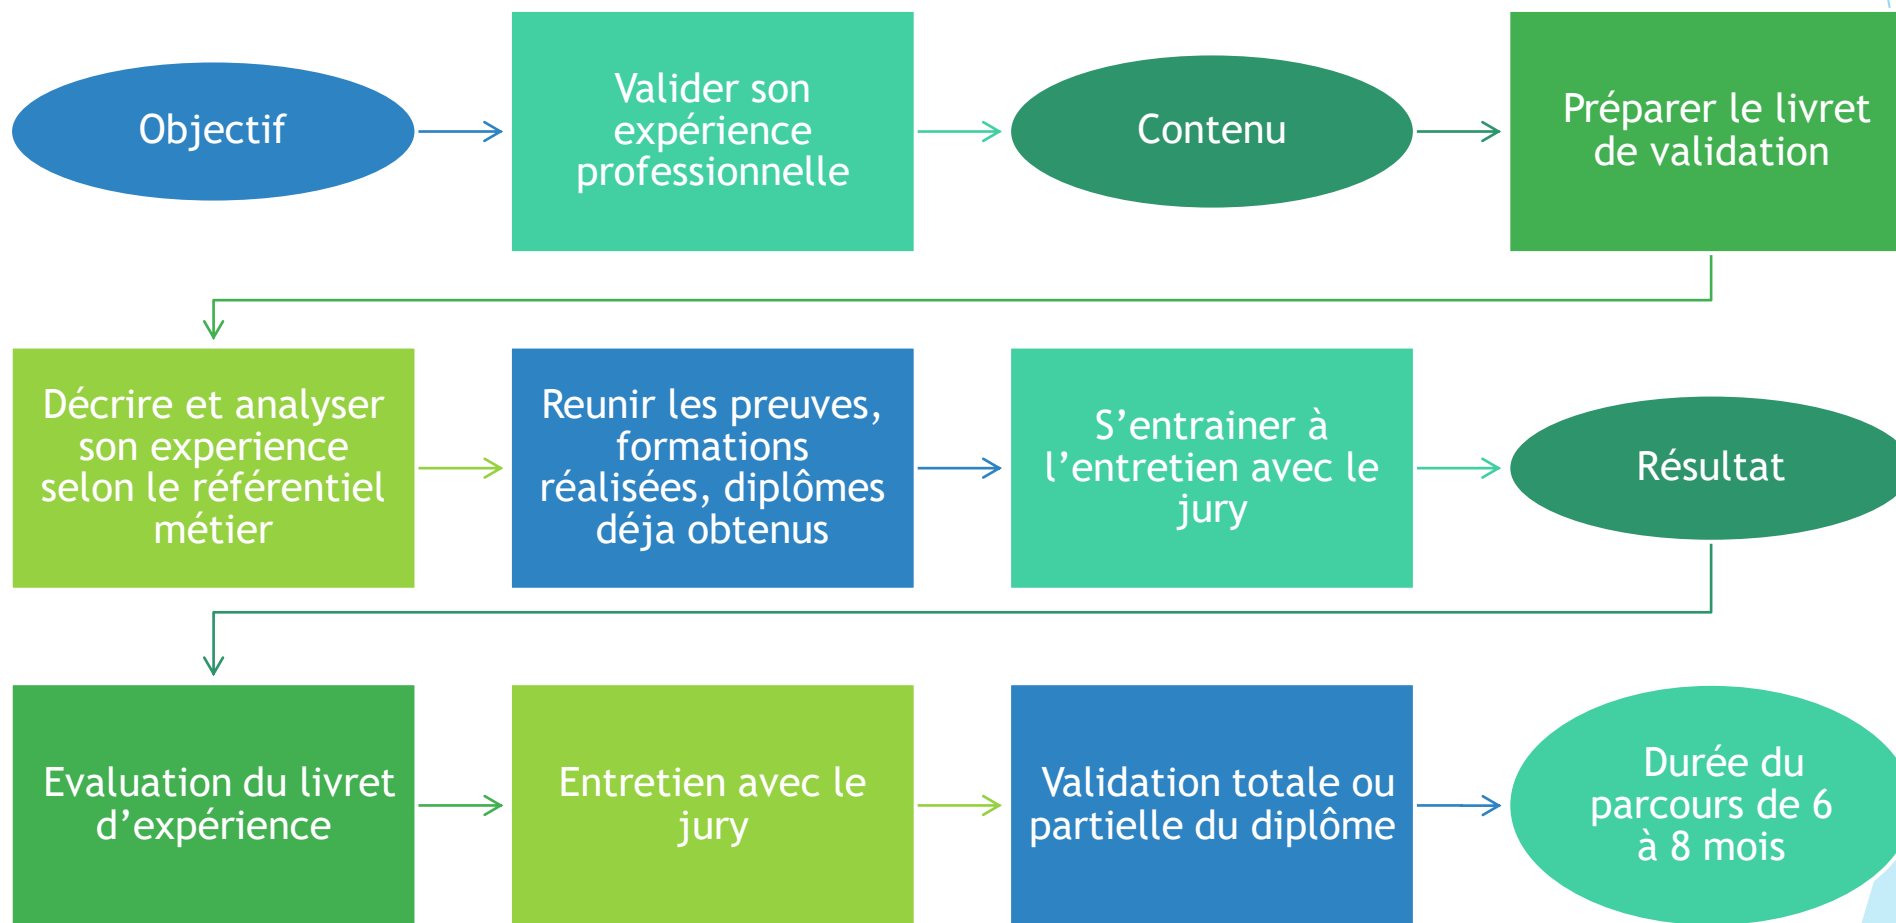 Objectif
Valider son
expérience
professionnelle
Contenu
Préparer le livret
de validation
Décrire et analyser
son experience
selon le référentiel
métier
Reunir les preuves,
formations
réalisées, diplômes
déja obtenus
S’entrainer à
l’entretien avec le
jury
Résultat
Evaluation du livret
d’expérience
Entretien avec le
jury
Validation totale ou
partielle du diplôme
Durée du
parcours de 6
à 8 mois